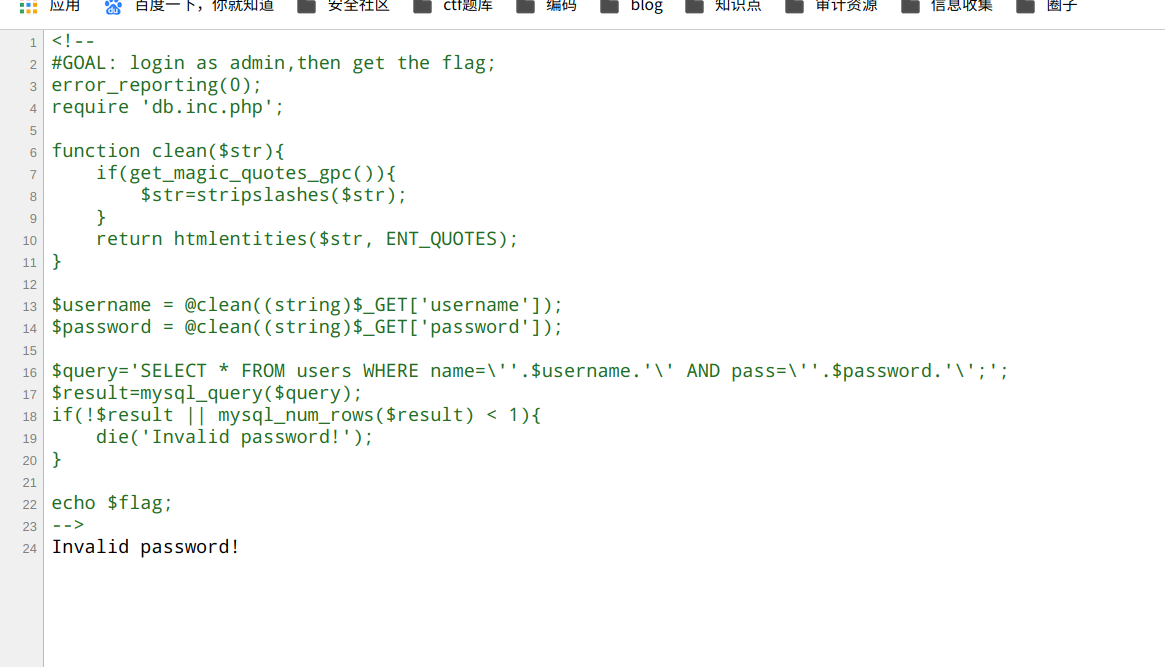 应用 百度一下，你就知道 安全社区 ctf题库 编码 blog 知识点 审计资源 信息收集 圈子
1 <!--
2 #GOAL: login as admin,then get the flag;
3 error_reporting(0);
4 require 'db.inc.php';
5
6 function clean($str){
7     if(get_magic_quotes_gpc()){
8         $str=stripslashes($str);
9     }
10     return htmlentities($str, ENT_QUOTES);
11 }
12
13 $username = @clean((string)$_GET['username']);
14 $password = @clean((string)$_GET['password']);
15
16 $query='SELECT * FROM users WHERE name=\''.$username.'\' AND pass=\''.$password.'\';';
17 $result=mysql_query($query);
18 if(!$result || mysql_num_rows($result) < 1){
19     die('Invalid password!');
20 }
21
22 echo $flag;
23 -->
24 Invalid password!